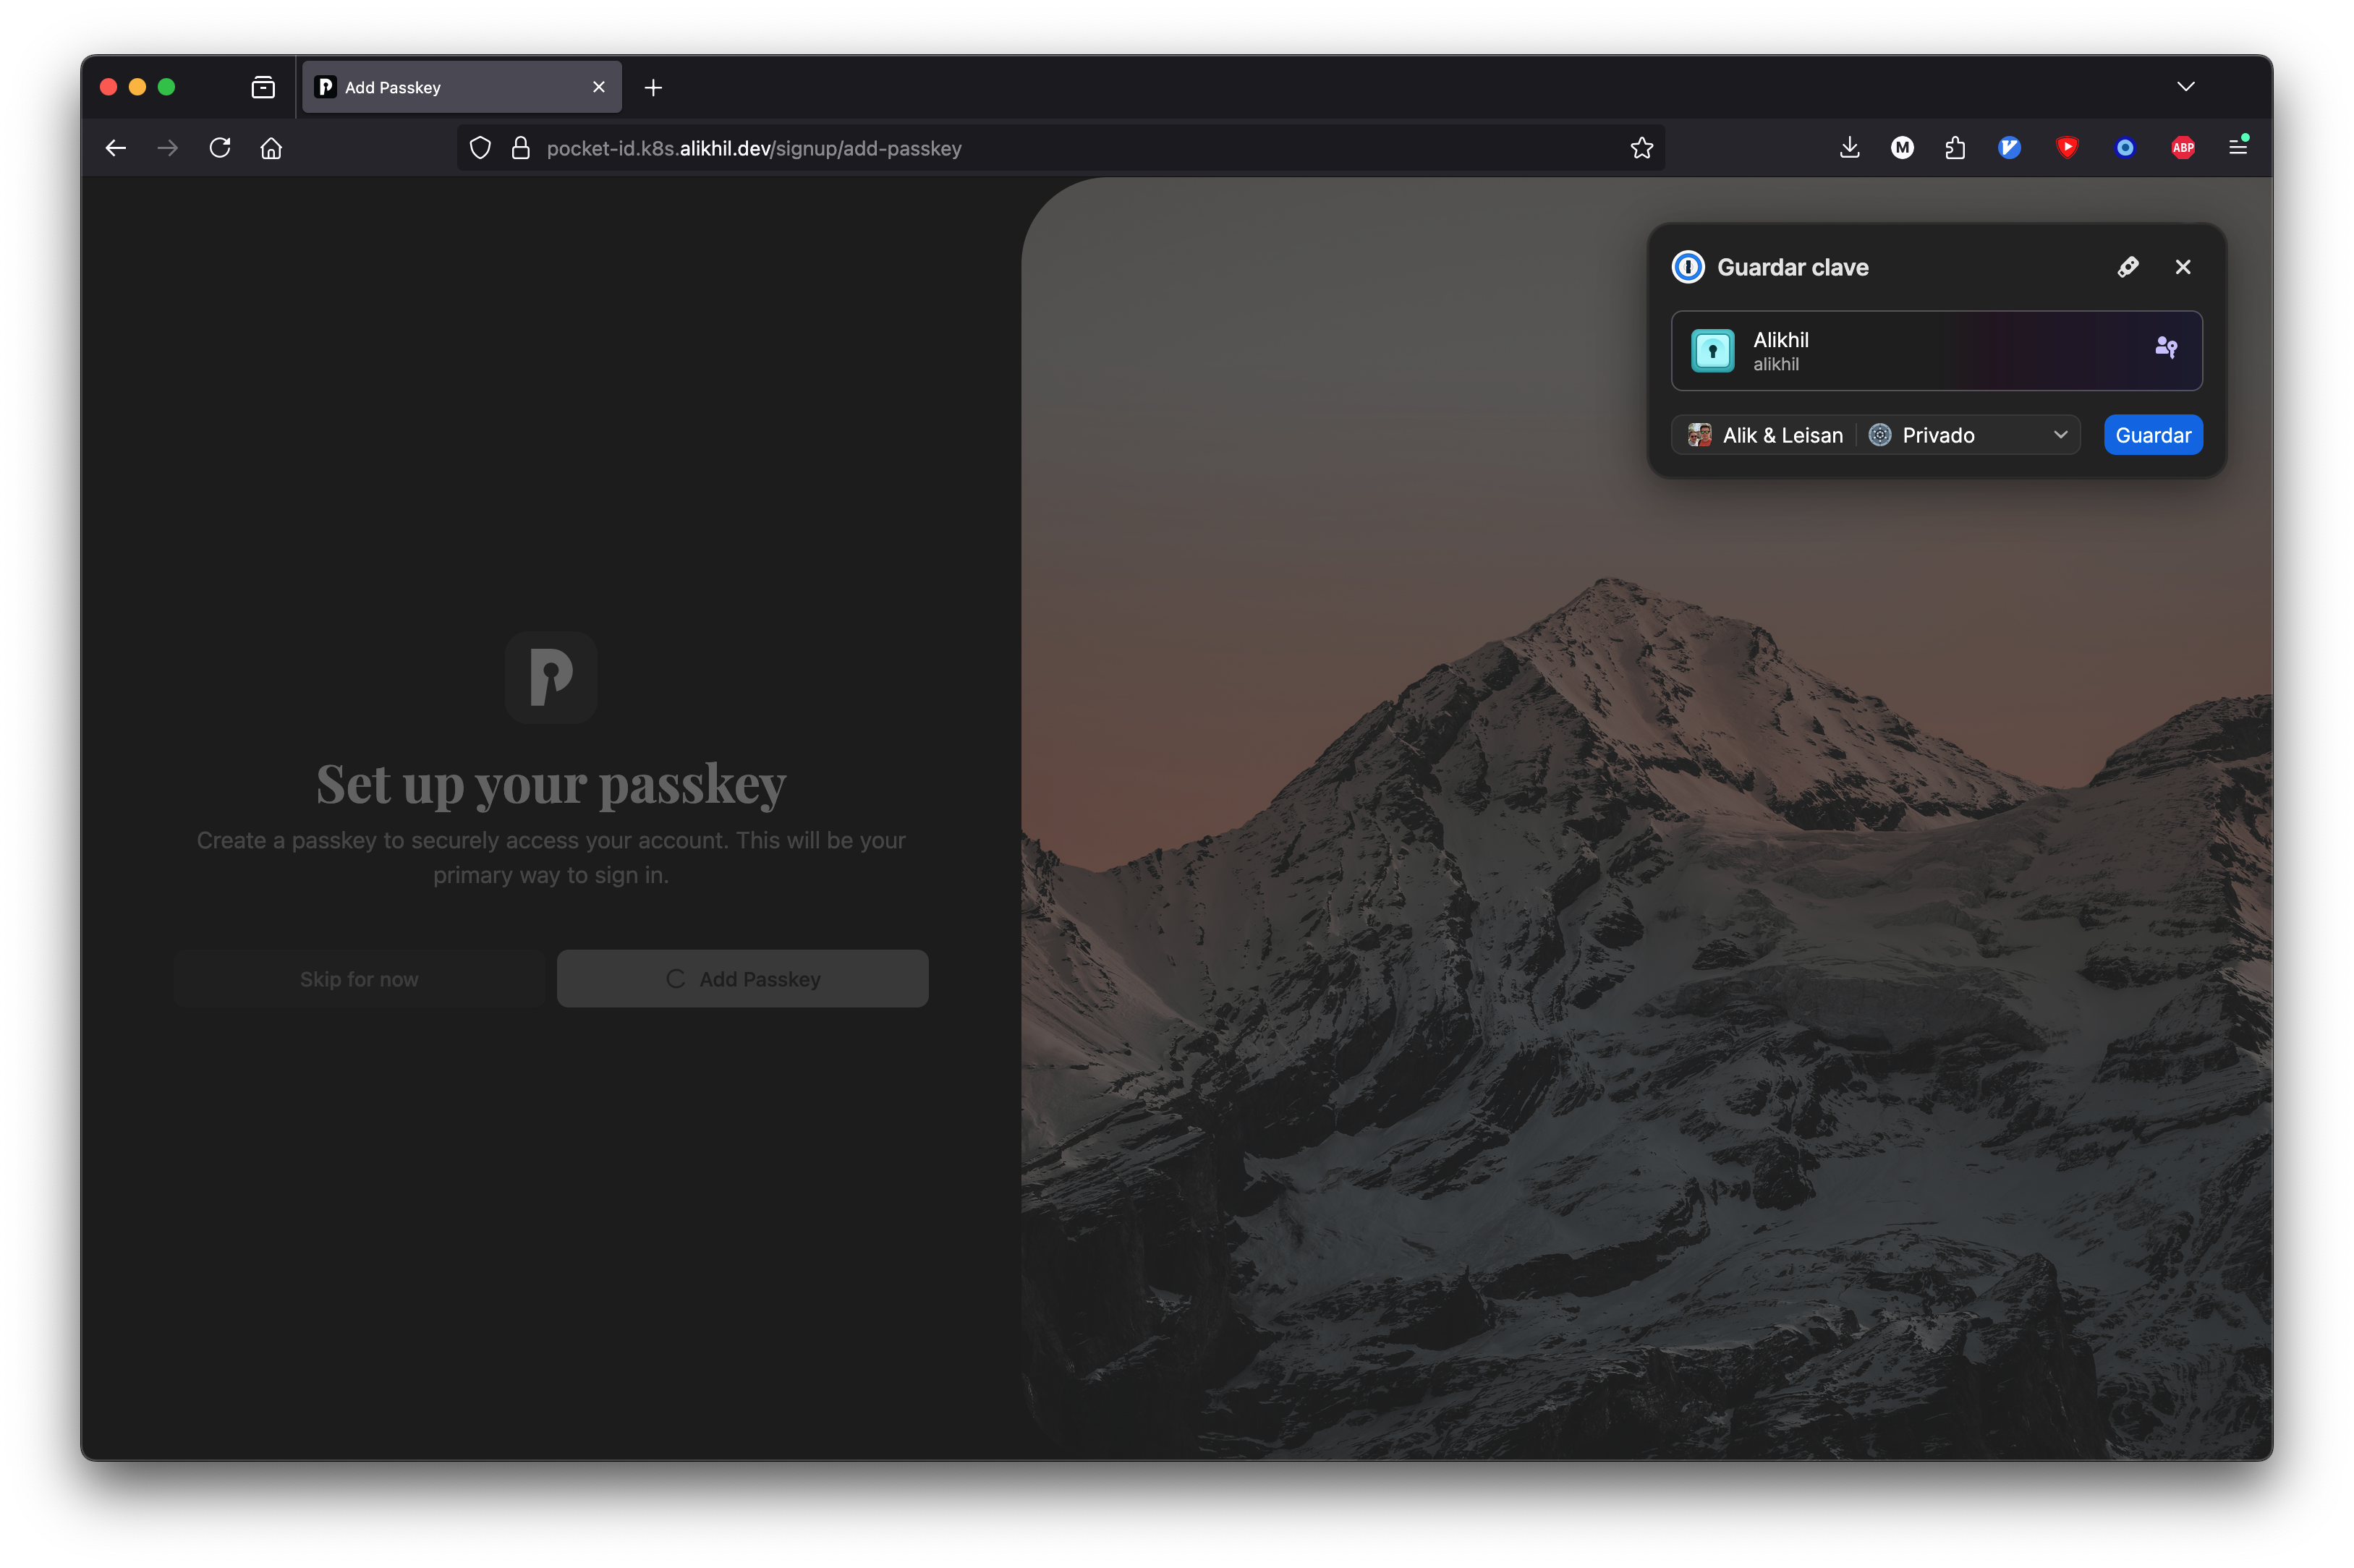 Add Passkey
pocket-id.k8s.alikhil.dev/signup/add-passkey
M
ABP
Guardar clave
Alikhil
alikhil
Alik & Leisan
Privado
Guardar
Set up your passkey
Create a passkey to securely access your account. This will be your
primary way to sign in.
Skip for now
Add Passkey